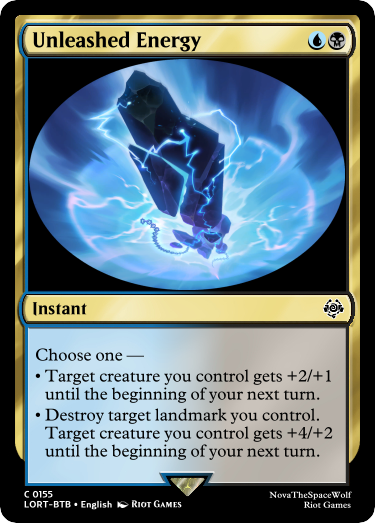 Unleashed Energy
Instant
Choose one —
• Target creature you control gets +2/+1
until the beginning of your next turn.
• Destroy target landmark you control.
Target creature you control gets +4/+2
until the beginning of your next turn.
C 0155
LORT-BTB • English RIOT GAMES
NovaTheSpaceWolf
Riot Games